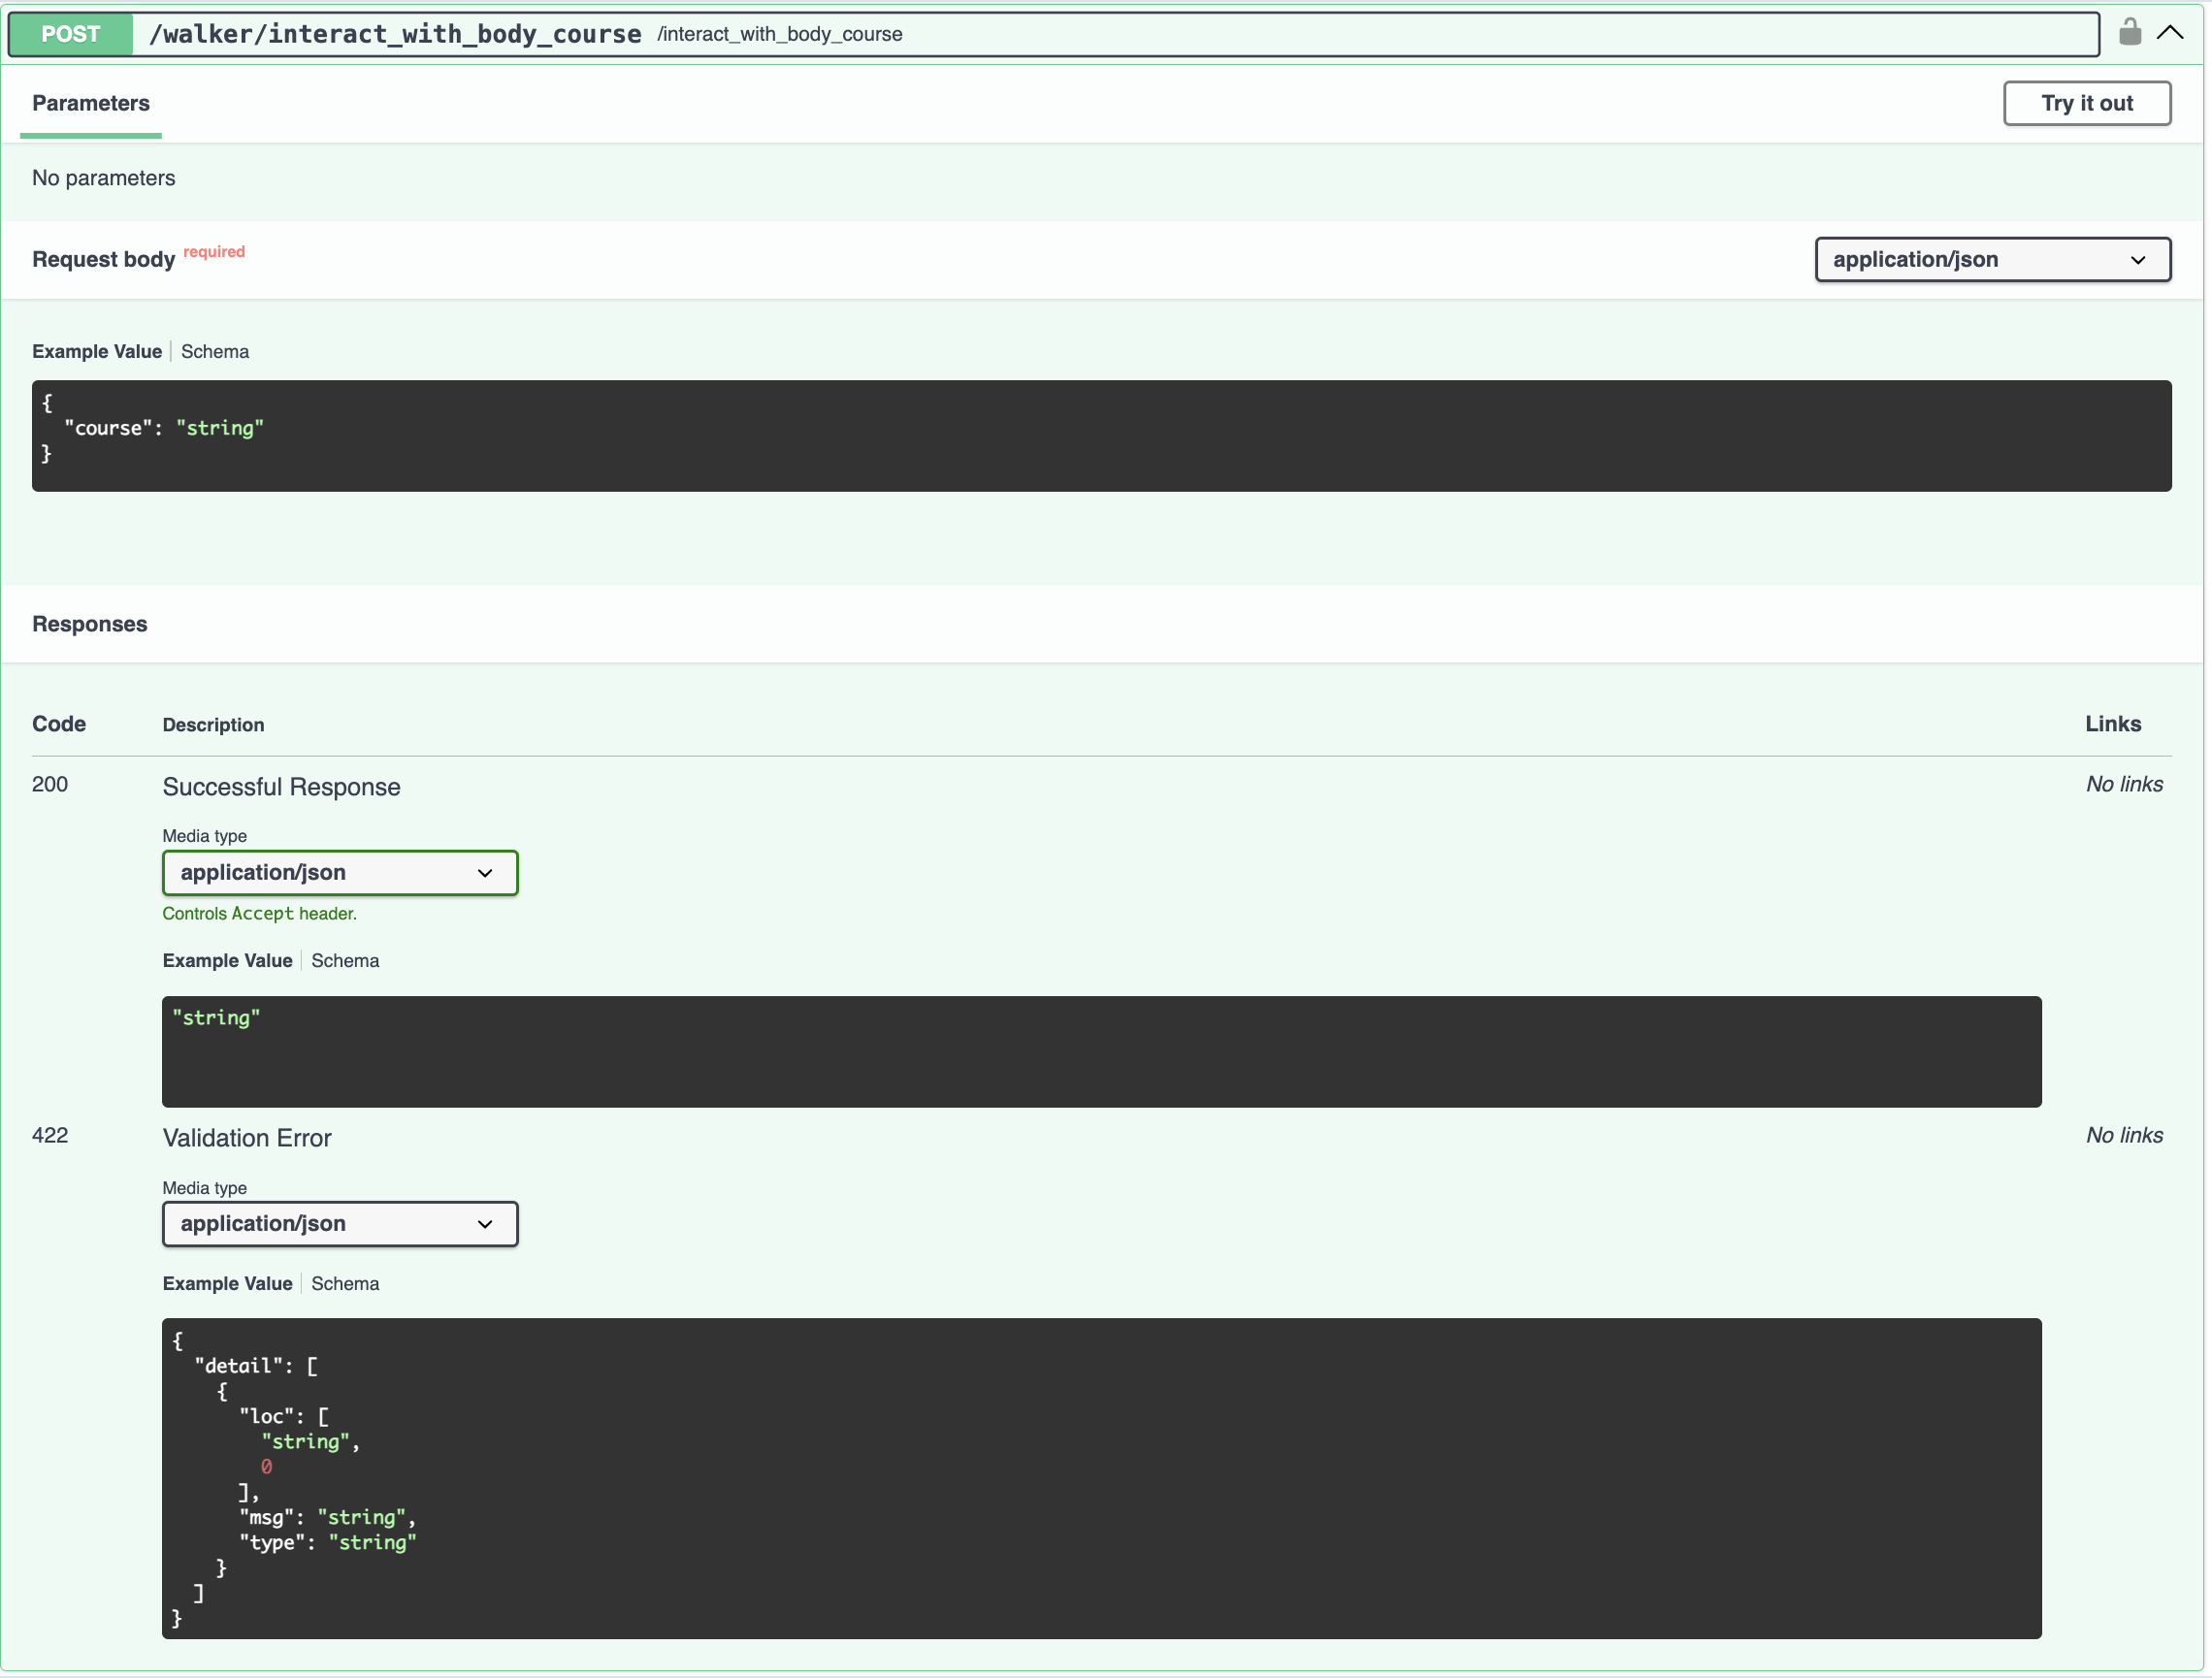 POST /walker/interact_with_body_course /interact_with_body_course
Parameters
Try it out
No parameters
Request body required
application/json
Example Value Schema
{
  "course": "string"
}
Responses
Code Description Links
200 Successful Response No links
Media type
application/json
Controls Accept header.
Example Value Schema
"string"
422 Validation Error No links
Media type
application/json
Example Value Schema
{
  "detail": [
    {
      "loc": [
        "string",
        0
      ],
      "msg": "string",
      "type": "string"
    }
  ]
}